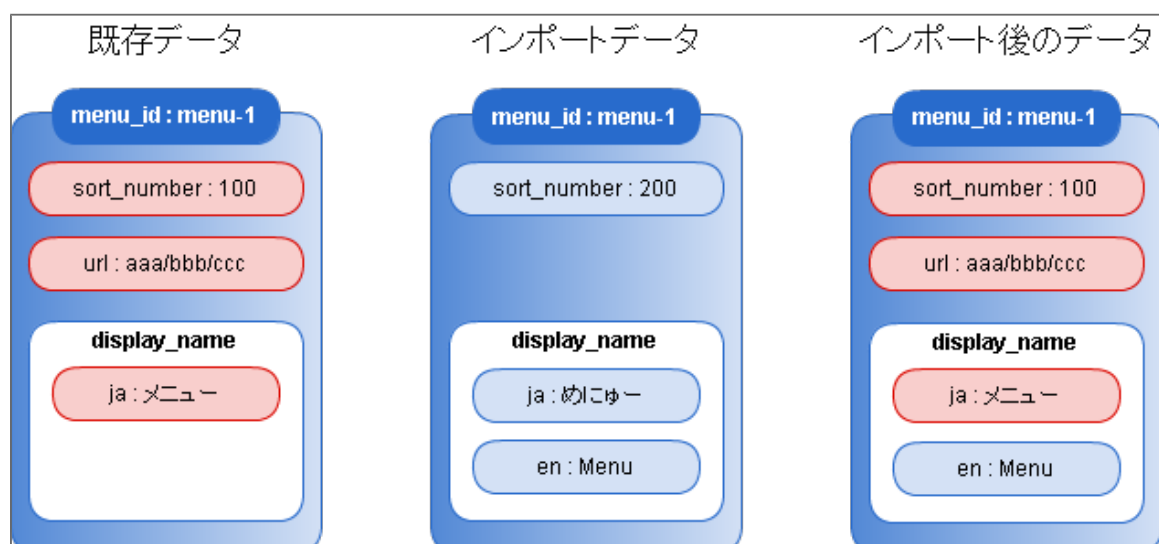 既存データ
インポートデータ
インポート後のデータ
menu_id : menu-1
sort_number : 100
url : aaa/bbb/ccc
display_name
ja : メニュー
menu_id : menu-1
sort_number : 200
display_name
ja : めにゅー
en : Menu
menu_id : menu-1
sort_number : 100
url : aaa/bbb/ccc
display_name
ja : メニュー
en : Menu